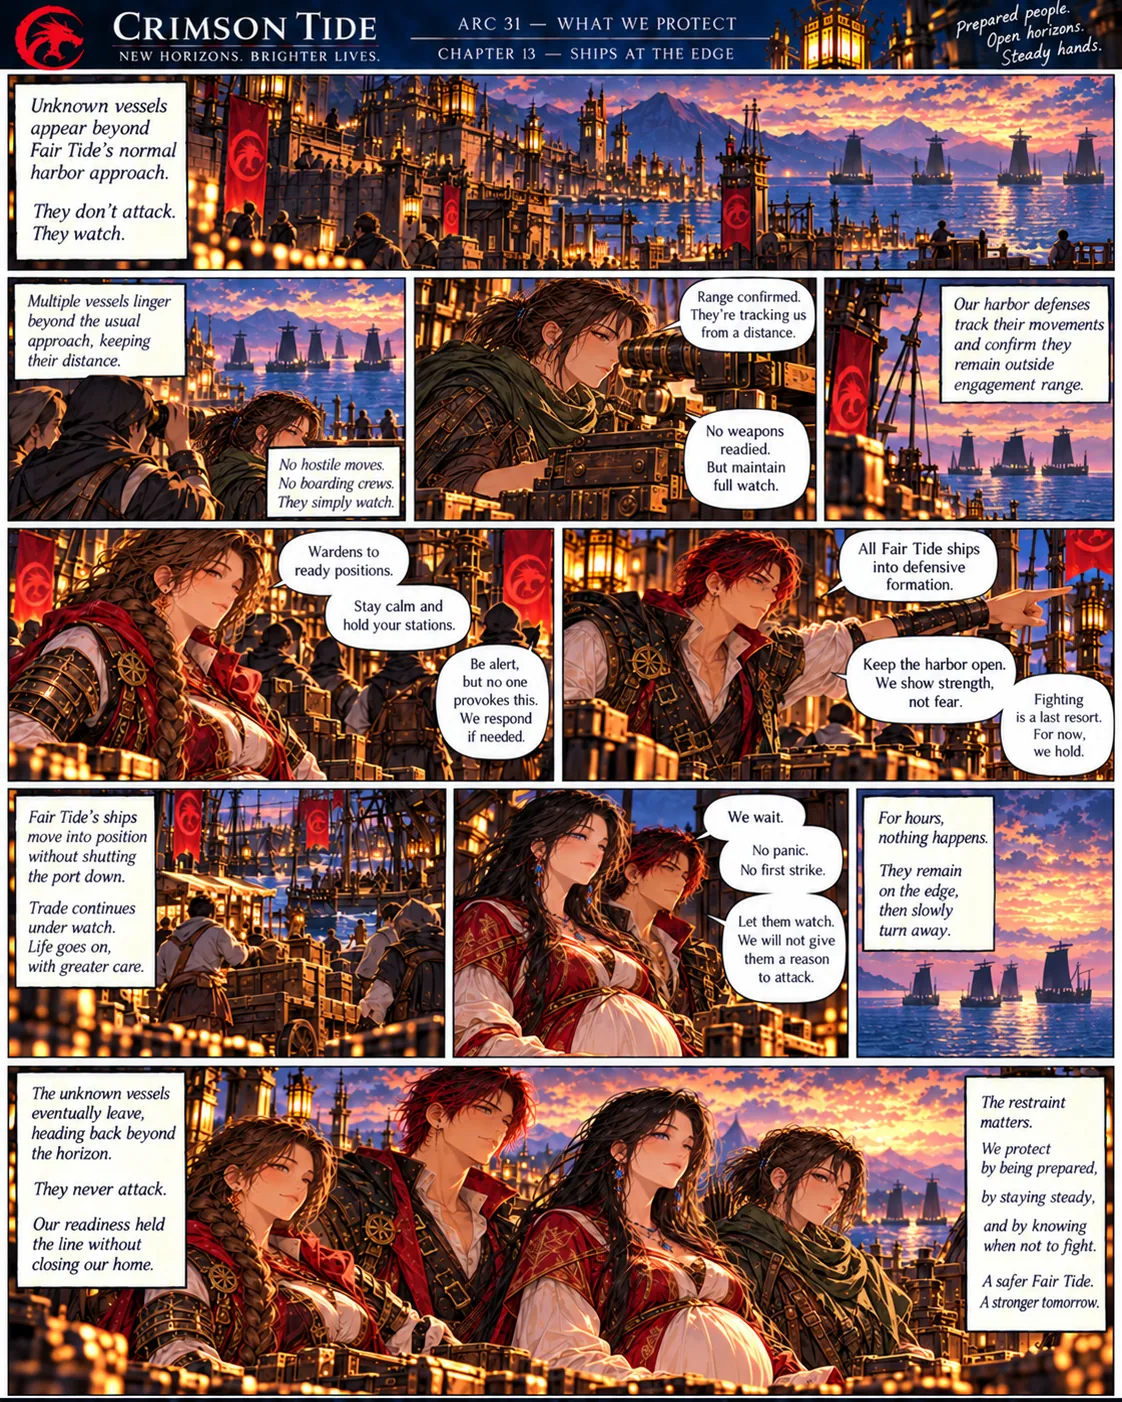 CRIMSON TIDE
NEW HORIZONS. BRIGHTER LIVES.
ARC 31 — WHAT WE PROTECT
CHAPTER 13 — SHIPS AT THE EDGE
Prepared people.
Open horizons.
Steady hands.
Unknown vessels
appear beyond
Fair Tide's normal
harbor approach.
They don't attack.
They watch.
Multiple vessels linger
beyond the usual
approach, keeping
their distance.
No hostile moves.
No boarding crews.
They simply watch.
Range confirmed.
They're tracking us
from a distance.
No weapons
readied.
But maintain
full watch.
Our harbor defenses
track their movements
and confirm they
remain outside
engagement range.
Wardens to
ready positions.
Stay calm and
hold your stations.
Be alert,
but no one
provokes this.
We respond
if needed.
All Fair Tide ships
into defensive
formation.
Keep the harbor open.
We show strength,
not fear.
Fighting
is a last resort.
For now,
we hold.
Fair Tide's ships
move into position
without shutting
the port down.
Trade continues
under watch.
Life goes on,
with greater care.
We wait.
No panic.
No first strike.
Let them watch.
We will not give
them a reason
to attack.
For hours,
nothing happens.
They remain
on the edge,
then slowly
turn away.
The unknown vessels
eventually leave,
heading back beyond
the horizon.
They never attack.
Our readiness held
the line without
closing our home.
The restraint
matters.
We protect
by being prepared,
by staying steady,
and by knowing
when not to fight.
A safer Fair Tide.
A stronger tomorrow.